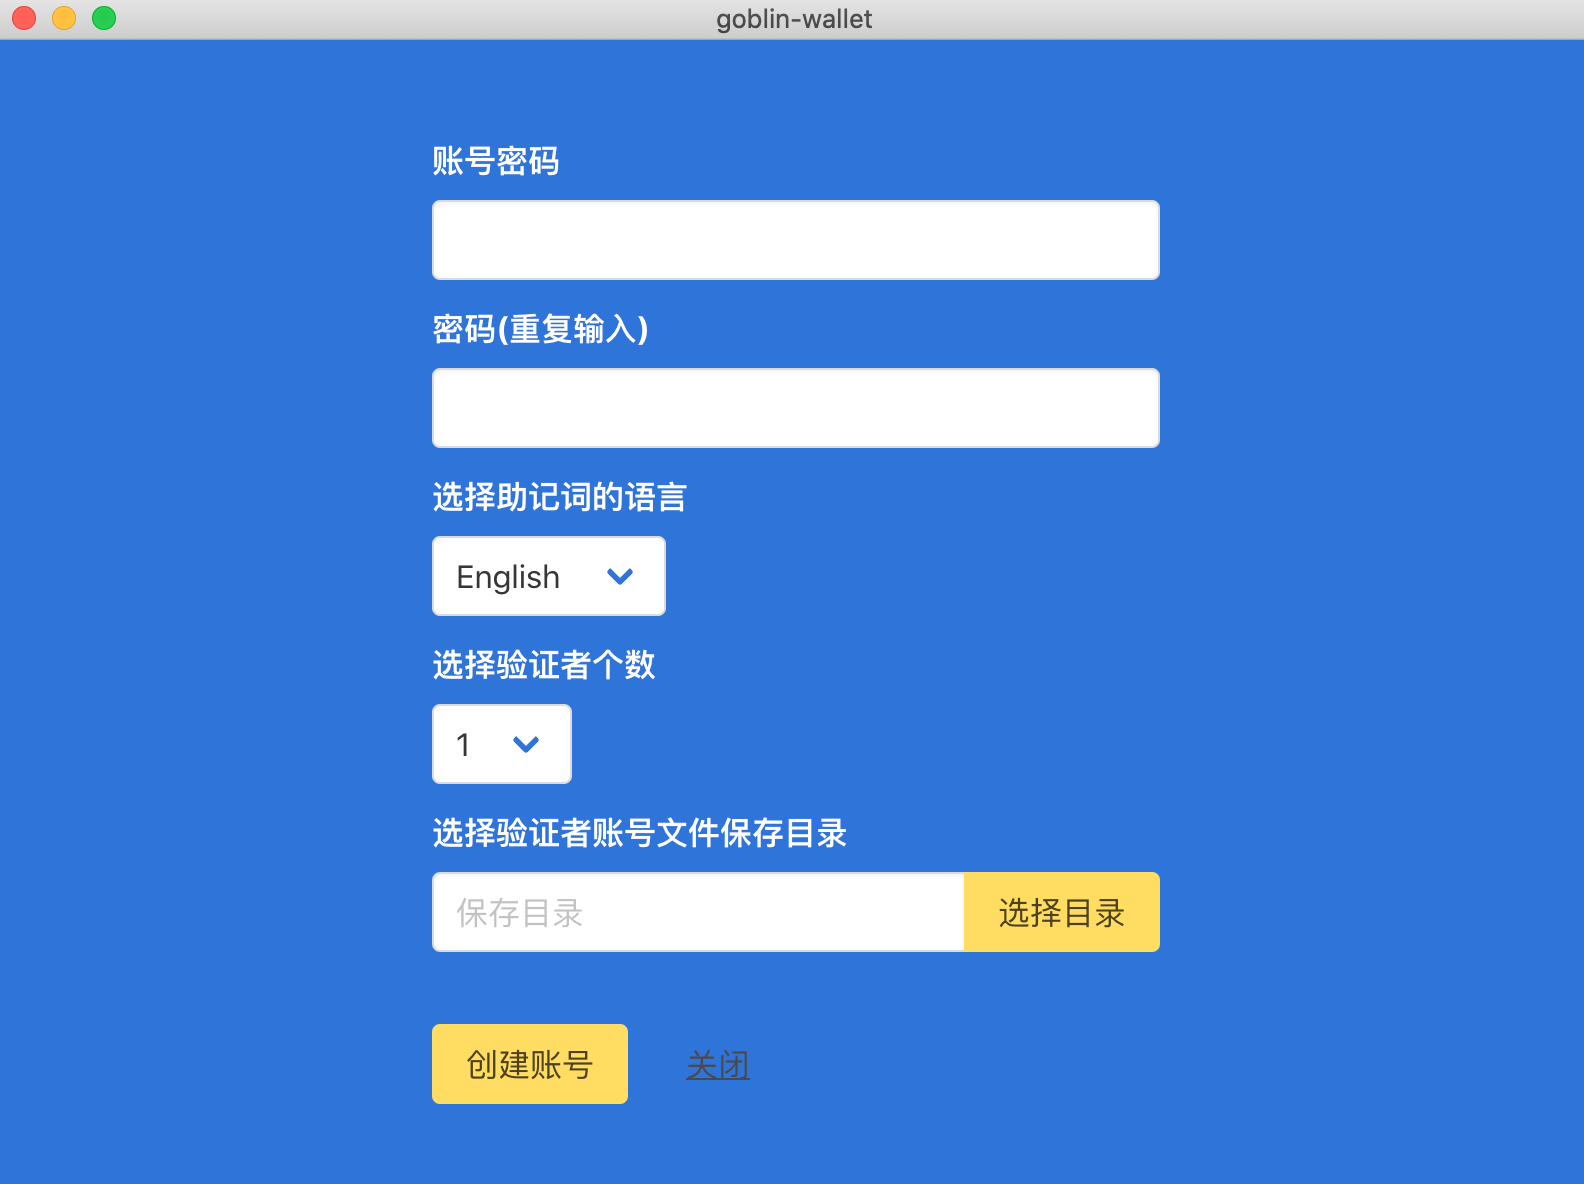 goblin-wallet
账号密码
密码(重复输入)
选择助记词的语言
English
选择验证者个数
1
选择验证者账号文件保存目录
保存目录 选择目录
创建账号 关闭